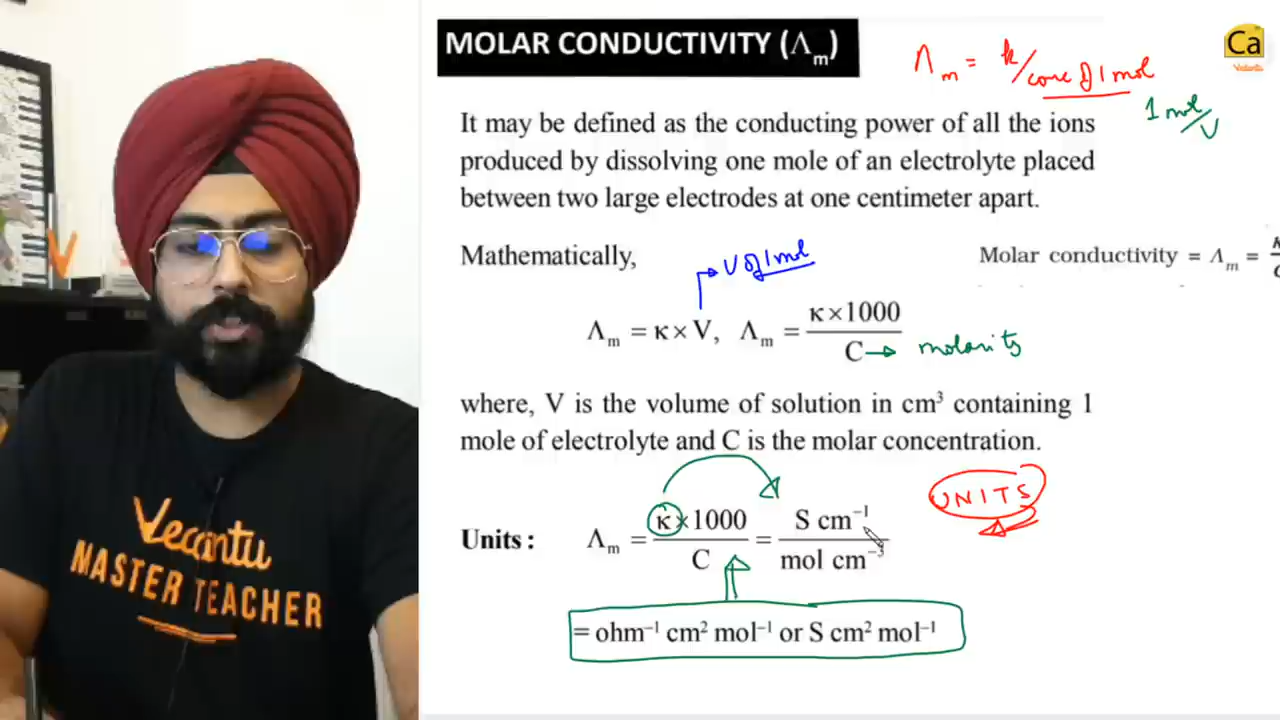 MOLAR CONDUCTIVITY (Λm)
Λm = k/conc of 1 mol
1 mol/V
Ca
Vedantu
It may be defined as the conducting power of all the ions
produced by dissolving one mole of an electrolyte placed
between two large electrodes at one centimeter apart.
Mathematically,
V of 1 mol
Molar conductivity = Λm =
Λm = κ × V, Λm = κ×1000 / C → molarity
where, V is the volume of solution in cm³ containing 1
mole of electrolyte and C is the molar concentration.
UNITS
Units : Λm = κ×1000 / C = S cm⁻¹ / mol cm⁻³
= ohm⁻¹ cm² mol⁻¹ or S cm² mol⁻¹
Vedantu
MASTER TEACHER